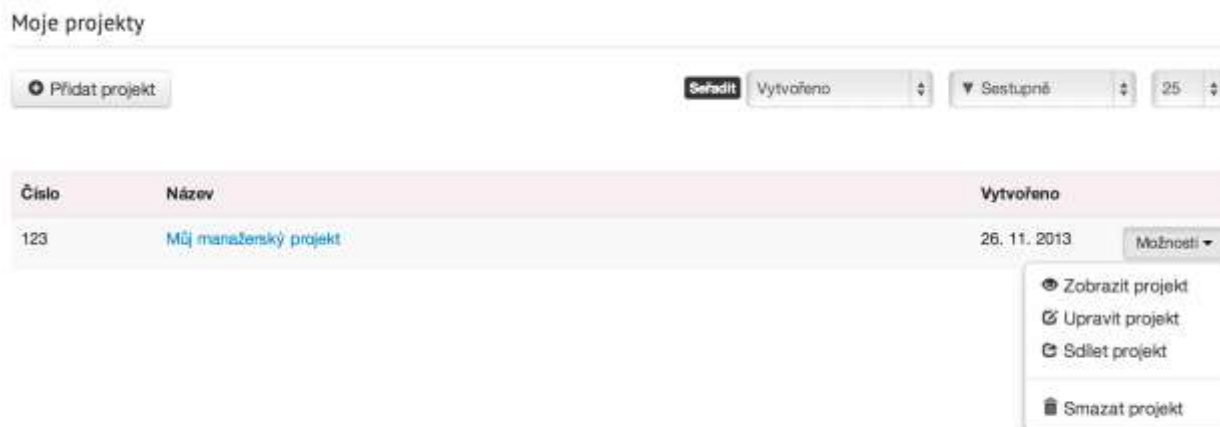 Moje projekty
Přidat projekt
Seřadit Vytvořeno ▼ Sestupně 25
Číslo Název Vytvořeno
123 Můj manažerský projekt 26. 11. 2013 Možnosti
Zobrazit projekt
Upravit projekt
Sdílet projekt
Smazat projekt